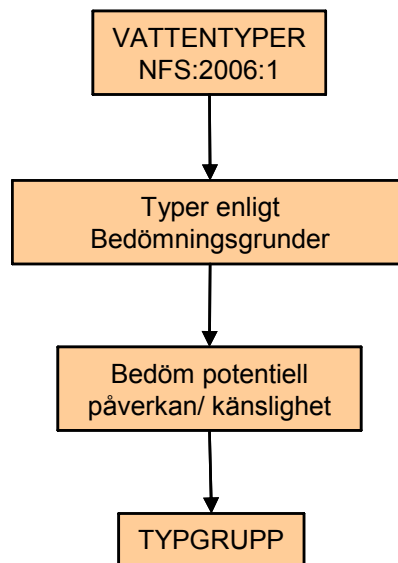 VATTENTYPER
NFS:2006:1
Typer enligt
Bedömningsgrunder
Bedöm potentiell
påverkan/ känslighet
TYPGRUPP